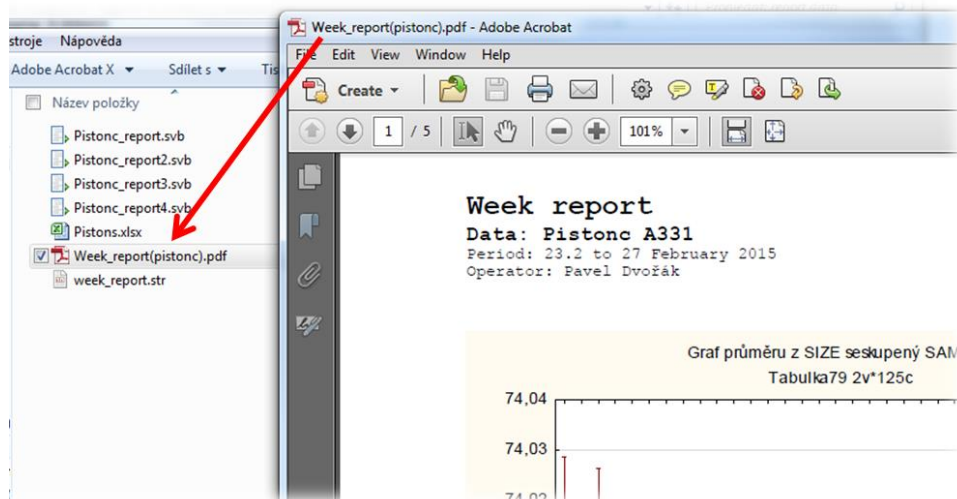 stroje Nápověda
Adobe Acrobat X Sdílet s Tis
Název položky
Pistonc_report.svb
Pistonc_report2.svb
Pistonc_report3.svb
Pistonc_report4.svb
Pistons.xlsx
Week_report(pistonc).pdf
week_report.str
Week_report(pistonc).pdf - Adobe Acrobat
File Edit View Window Help
Create
1 / 5 101%
Week report
Data: Pistonc A331
Period: 23.2 to 27 February 2015
Operator: Pavel Dvořák
Graf průměru z SIZE seskupený SAM
Tabulka79 2v*125c
74,04
74,03
74,02